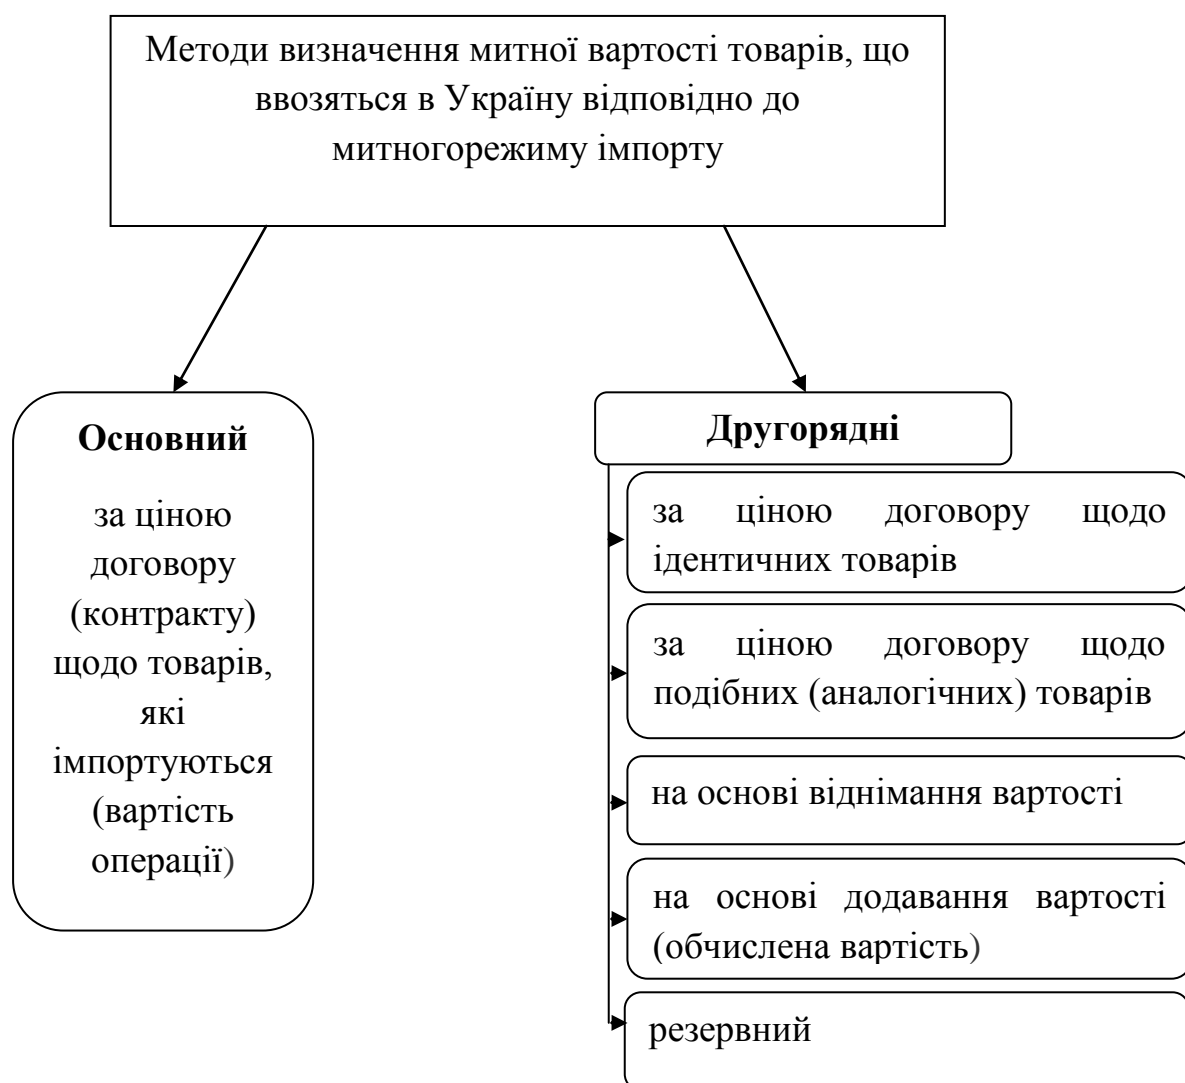 Методи визначення митної вартості товарів, що
ввозяться в Україну відповідно до
митногорежиму імпорту
Основний
за ціною
договору
(контракту)
щодо товарів,
які
імпортуються
(вартість
операції)
Другорядні
за ціною договору щодо
ідентичних товарів
за ціною договору щодо
подібних (аналогічних) товарів
на основі віднімання вартості
на основі додавання вартості
(обчислена вартість)
резервний